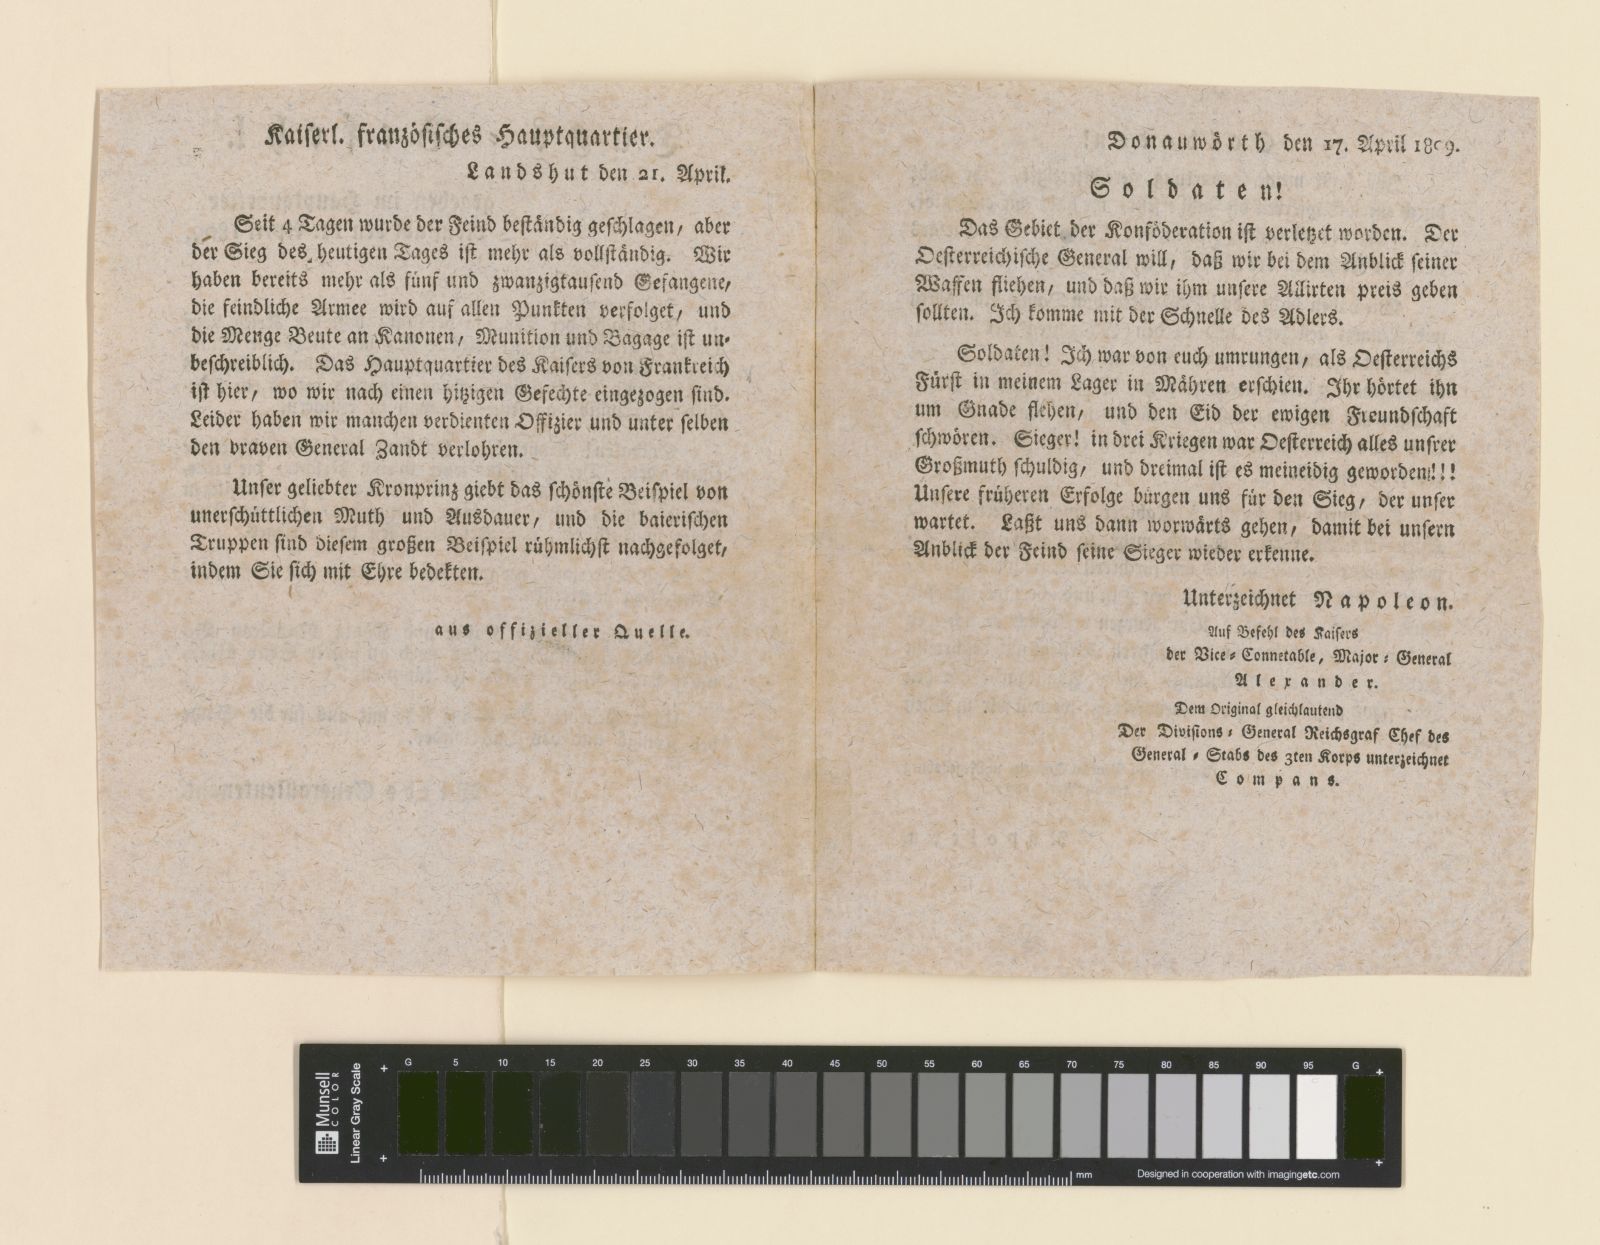 Kaiserl. französisches Hauptquartier.
Landshut den 21. April.
Seit 4 Tagen wurde der Feind beständig geschlagen, aber
der Sieg des heutigen Tages ist mehr als vollständig. Wir
haben bereits mehr als fünf und zwanzigtausend Gefangene,
die feindliche Armee wird auf allen Punkten verfolget, und
die Menge Beute an Kanonen, Munition und Bagage ist un-
beschreiblich. Das Hauptquartier des Kaisers von Frankreich
ist hier, wo wir nach einen hitzigen Gefechte eingezogen sind.
Leider haben wir manchen verdienten Offizier und unter selben
den braven General Zandt verlohren.
Unser geliebter Kronprinz giebt das schönste Beispiel von
unerschüttlichen Muth und Ausdauer, und die baierischen
Truppen sind diesem großen Beispiel rühmlichst nachgefolget,
indem Sie sich mit Ehre bedekten.
aus offizieller Quelle.
Donauwörth den 17. April 1809.
Soldaten!
Das Gebiet der Konföderation ist verletzet worden. Der
Oesterreichische General will, daß wir bei dem Anblick seiner
Waffen fliehen, und daß wir ihm unsere Allirten preis geben
sollten. Ich komme mit der Schnelle des Adlers.
Soldaten! Ich war von euch umrungen, als Oesterreichs
Fürst in meinem Lager in Mähren erschien. Ihr hörtet ihn
um Gnade flehen, und den Eid der ewigen Freundschaft
schwören. Sieger! in drei Kriegen war Oesterreich alles unsrer
Großmuth schuldig, und dreimal ist es meineidig geworden!!!
Unsere früheren Erfolge bürgen uns für den Sieg, der unser
wartet. Laßt uns dann worwärts gehen, damit bei unsern
Anblick der Feind seine Sieger wieder erkenne.
Unterzeichnet Napoleon.
Auf Befehl des Kaisers
der Vice-Connetable, Major-General
Alexander.
Dem Original gleichlautend
Der Divisions-General Reichsgraf Chef des
General-Stabs des 3ten Korps unterzeichnet
Compans.
Munsell
COLOR
Linear Gray Scale
G 5 10 15 20 25 30 35 40 45 50 55 60 65 70 75 80 85 90 95 G
mm
Designed in cooperation with imagingetc.com